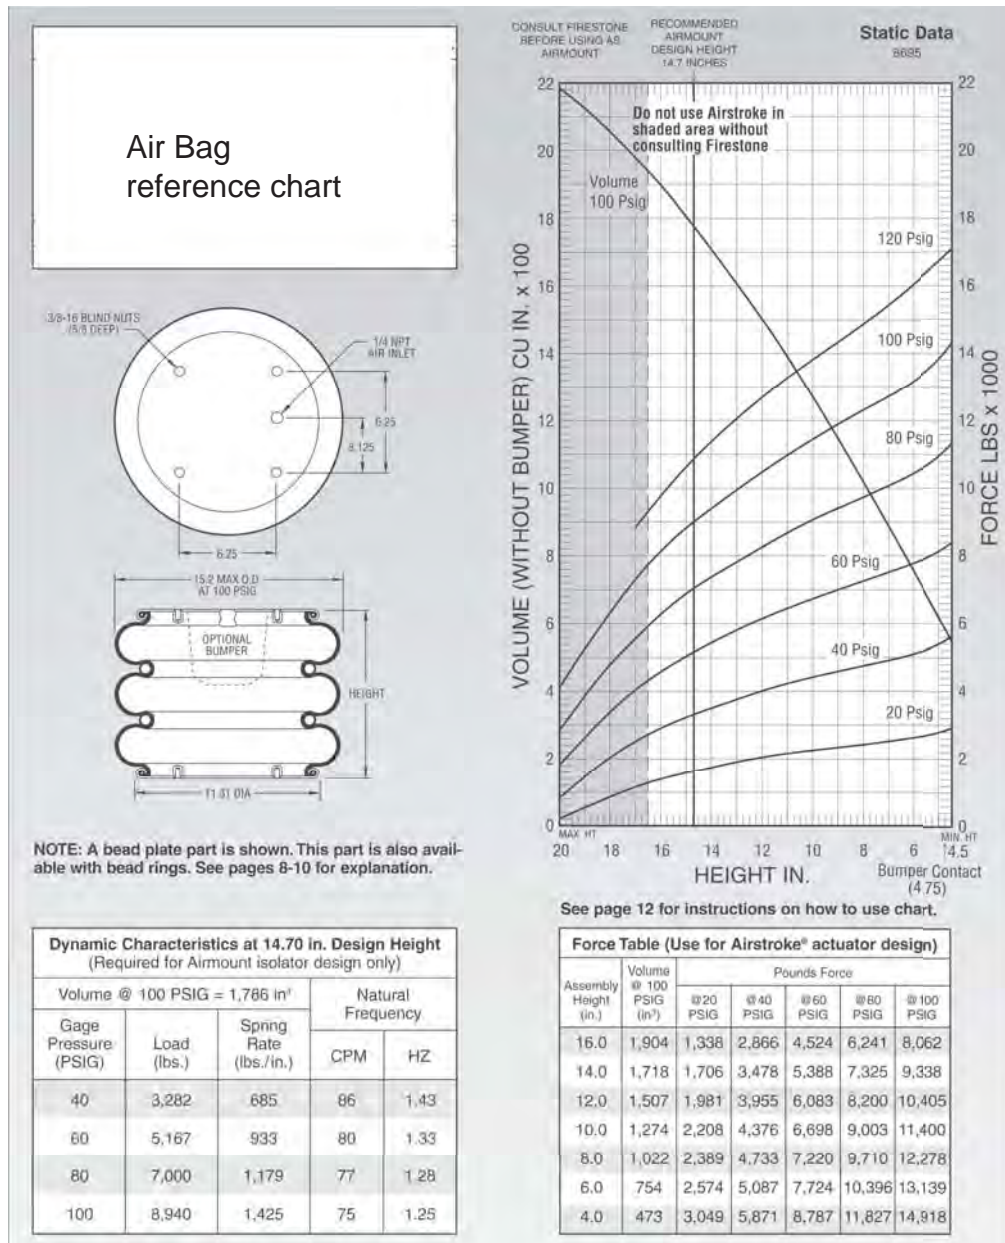 Air Bag
reference chart
CONSULT FIRESTONE
BEFORE USING AS
AIRMOUNT
RECOMMENDED
AIRMOUNT
DESIGN HEIGHT
14.7 INCHES
Static Data
8695
Do not use Airstroke in
shaded area without
consulting Firestone
Volume
100 Psig
120 Psig
100 Psig
80 Psig
60 Psig
40 Psig
20 Psig
VOLUME (WITHOUT BUMPER) CU IN. x 100
22
20
18
16
14
12
10
8
6
4
2
0
FORCE LBS x 1000
22
20
18
16
14
12
10
8
6
4
2
0
MAX HT
MIN. HT
20 18 16 14 12 10 8 6 4.5
HEIGHT IN.
Bumper Contact
(4.75)
See page 12 for instructions on how to use chart.
3/8-16 BLIND NUTS
(5/8 DEEP)
1/4 NPT
AIR INLET
6.25
3.125
6.25
15.2 MAX O.D.
AT 100 PSIG
OPTIONAL
BUMPER
HEIGHT
11.31 DIA
NOTE: A bead plate part is shown. This part is also avail-
able with bead rings. See pages 8-10 for explanation.
Dynamic Characteristics at 14.70 in. Design Height
(Required for Airmount isolator design only)
Volume @ 100 PSIG = 1,786 in³
Natural
Frequency
Gage
Pressure
(PSIG)
Load
(lbs.)
Spring
Rate
(lbs./in.)
CPM
HZ
40 3,282 685 86 1.43
60 5,167 933 80 1.33
80 7,000 1,179 77 1.28
100 8,940 1,425 75 1.25
Force Table (Use for Airstroke® actuator design)
Assembly
Height
(in.)
Volume
@ 100
PSIG
(in³)
Pounds Force
@20
PSIG
@40
PSIG
@60
PSIG
@80
PSIG
@100
PSIG
16.0 1,904 1,338 2,866 4,524 6,241 8,062
14.0 1,718 1,706 3,478 5,388 7,325 9,338
12.0 1,507 1,981 3,955 6,083 8,200 10,405
10.0 1,274 2,208 4,376 6,698 9,003 11,400
8.0 1,022 2,389 4,733 7,220 9,710 12,278
6.0 754 2,574 5,087 7,724 10,396 13,139
4.0 473 3,049 5,871 8,787 11,827 14,918